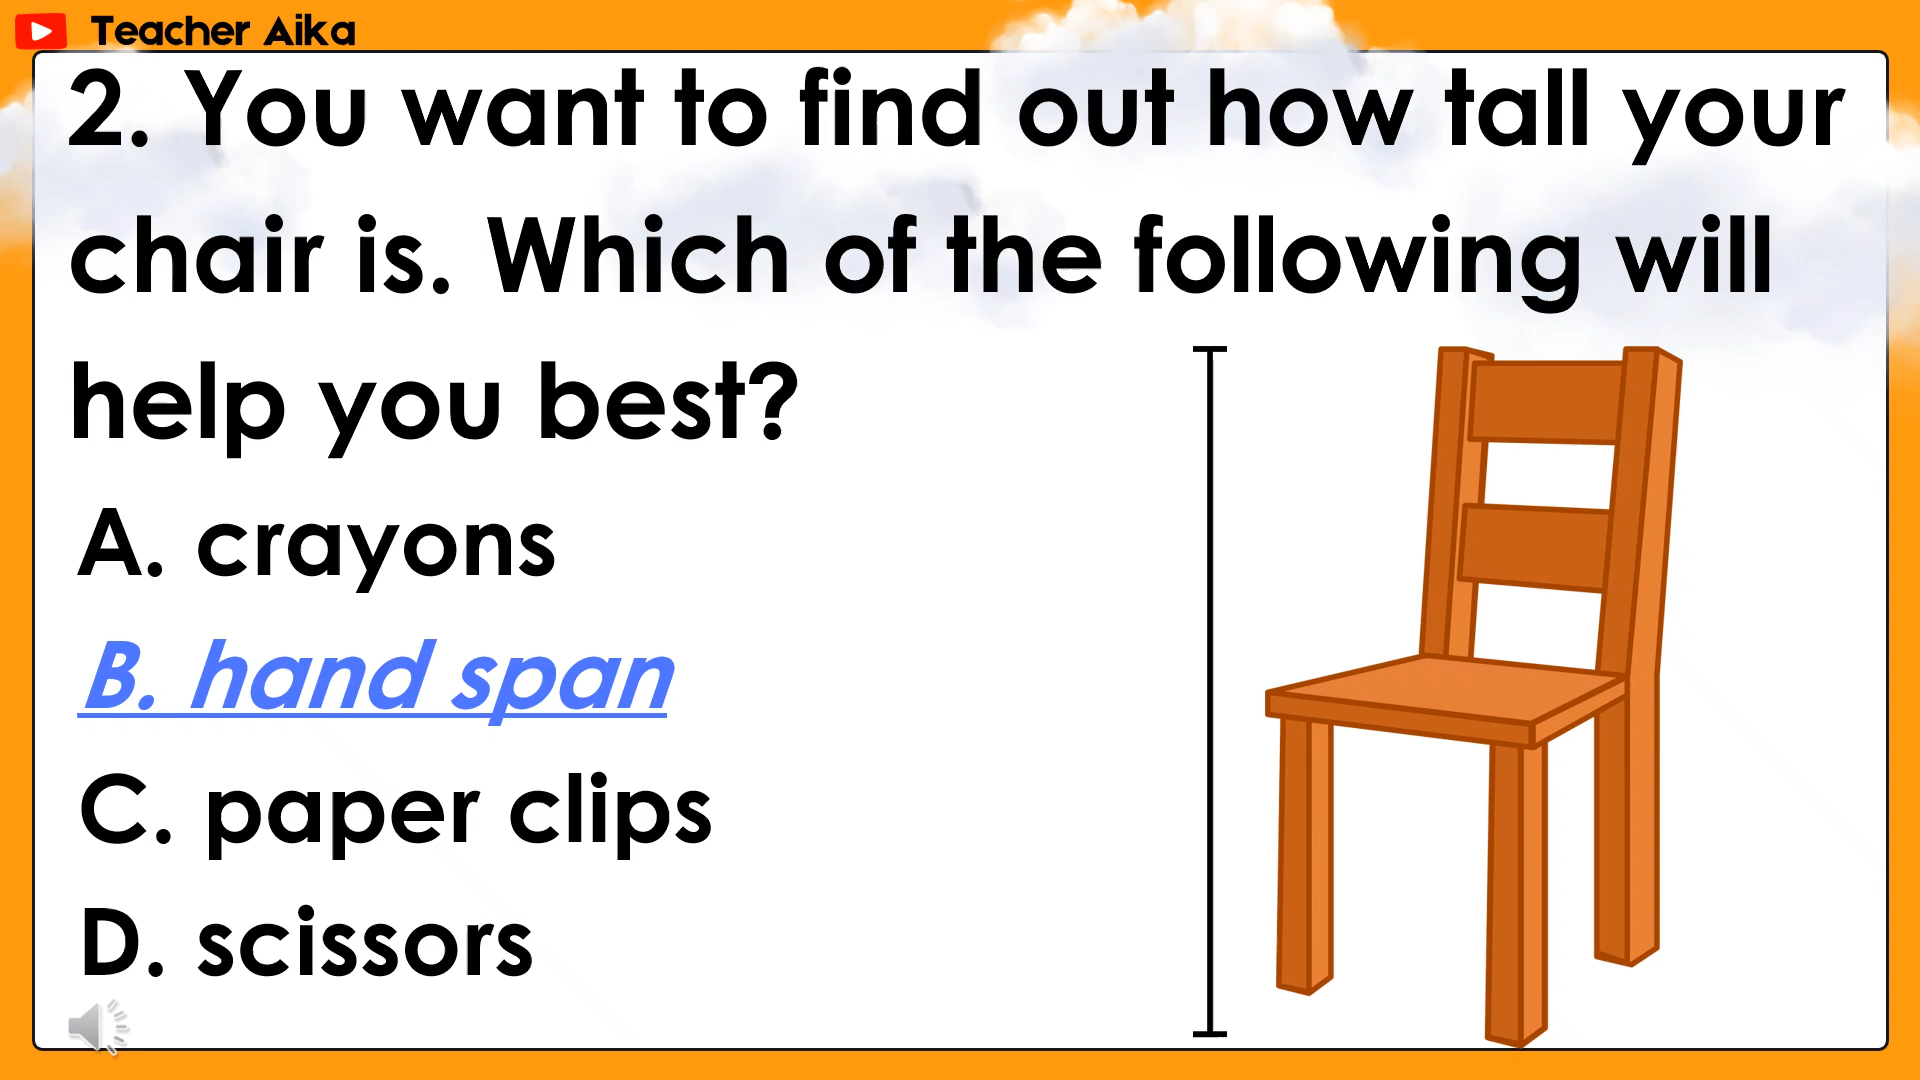 Teacher Aika
2. You want to find out how tall your
chair is. Which of the following will
help you best?
A. crayons
B. hand span
C. paper clips
D. scissors